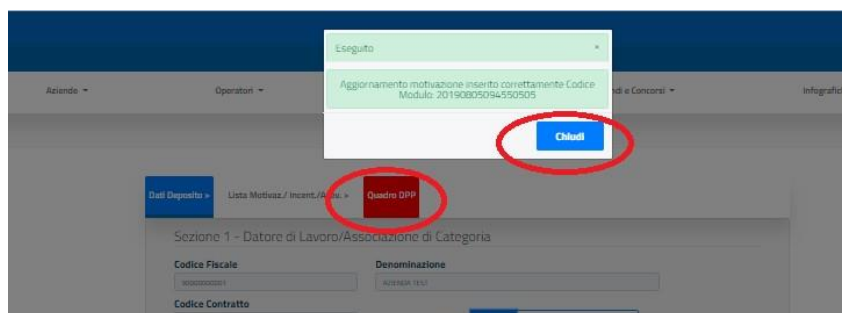 Eseguito ×
Aggiornamento motivazione inserito correttamente Codice
Modulo: 20190805094550505
Aziende Operatori ndi e Concorsi Infografic
Chiudi
Dati Deposito » Lista Motivaz./ Incent./ » Quadro DPP
Sezione 1 - Datore di Lavoro/Associazione di Categoria
Codice Fiscale Denominazione
AZIENDA TEST
Codice Contratto